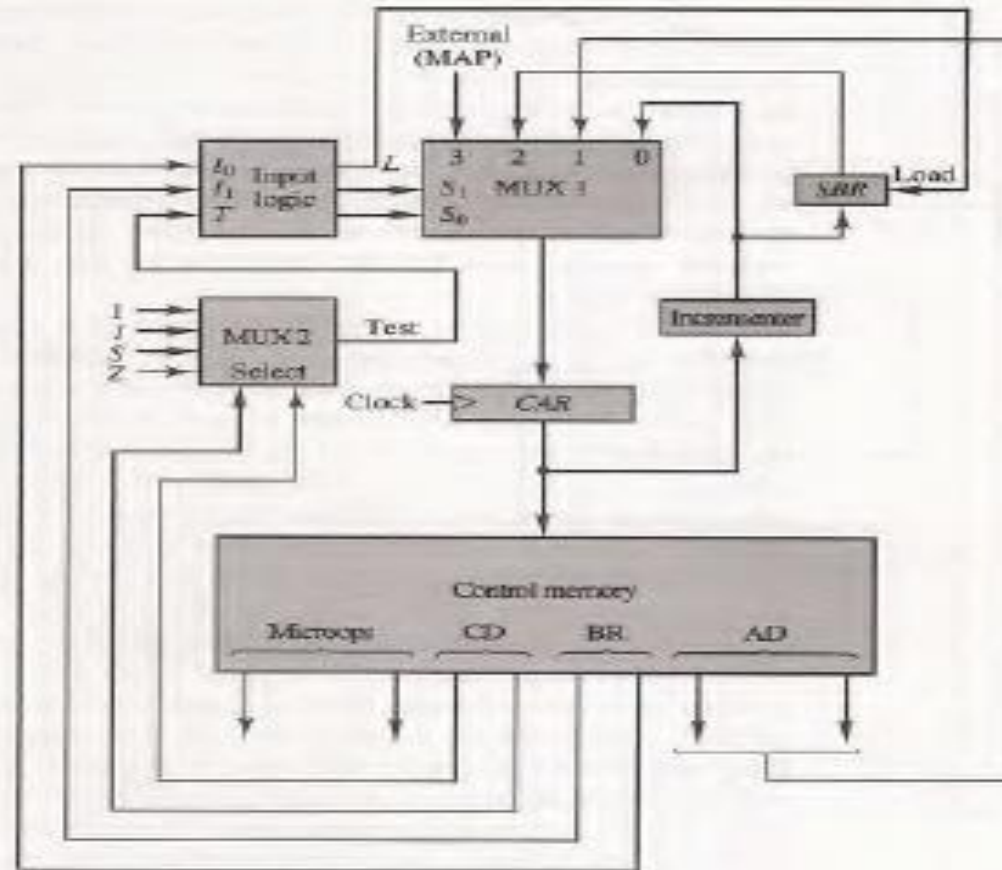 External
(MAP)
3 2 1 0
I0 Input L
I1 logic
T
S1 MUX 1
S0
SBR Load
Incrementer
1
I
S
Z
MUX 2
Select
Test
Clock CAR
Control memory
Microops CD BR AD